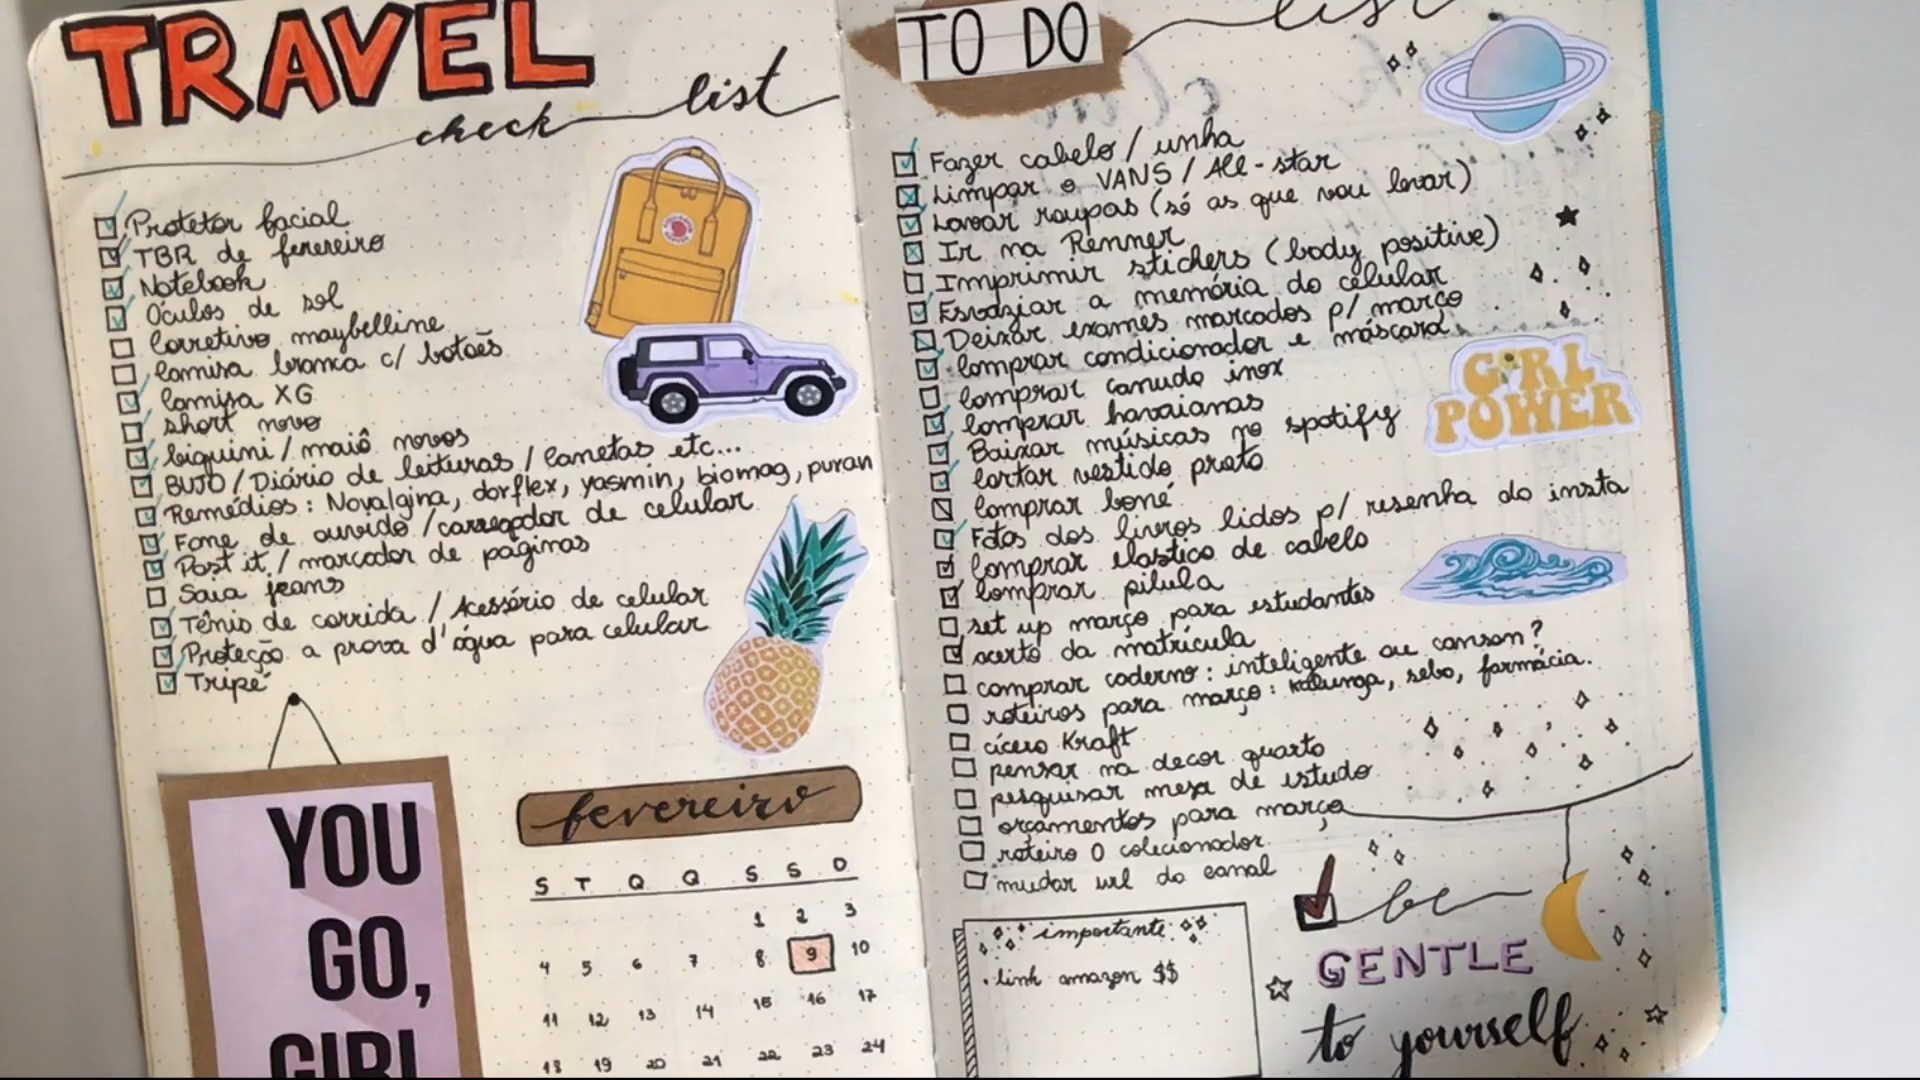 TRAVEL
check list
Protetor facial
TBR de fevereiro
Notebook
Óculos de sol
Corretivo maybelline
Camisa branca c/ botões
Camisa XG
short novo
biquini / maiô novos
BUJO / Diário de leituras / Canetas etc...
Remédios: Novalgina, dorflex, yasmin, biomag, puran
Fone de ouvido / carregador de celular
Post it / marcador de páginas
Saia jeans
Tênis de corrida / Acessório de celular
Proteção a prova d'água para celular
Tripé
YOU
GO,
GIRL
fevereiro
S T Q Q S S D
1 2 3
4 5 6 7 8 9 10
11 12 13 14 15 16 17
18 19 20 21 22 23 24
TO DO list
Fazer cabelo / unha
Limpar o VANS / All-star
Lavar roupas (só as que vou levar)
Ir na Renner
Imprimir stickers (body positive)
Esvaziar a memória do celular
Deixar exames marcados p/ março
Comprar condicionador e máscara
Comprar canudo inox
Comprar havaianas
Baixar músicas no spotify
Cortar vestido preto
Comprar boné
Fotos dos livros lidos p/ resenha do insta
Comprar elastico de cabelo
Comprar pílula
set up março para estudantes
acerto da matrícula
comprar caderno: inteligente ou canson?
roteiros para março: kalunga, sebo, farmácia.
cícero Kraft
pensar na decor quarto
pesquisar mesa de estudo
orçamentos para março
roteiro O colecionador
mudar url do canal
GIRL
POWER
importante
. link amazon $$
be
GENTLE
to yourself